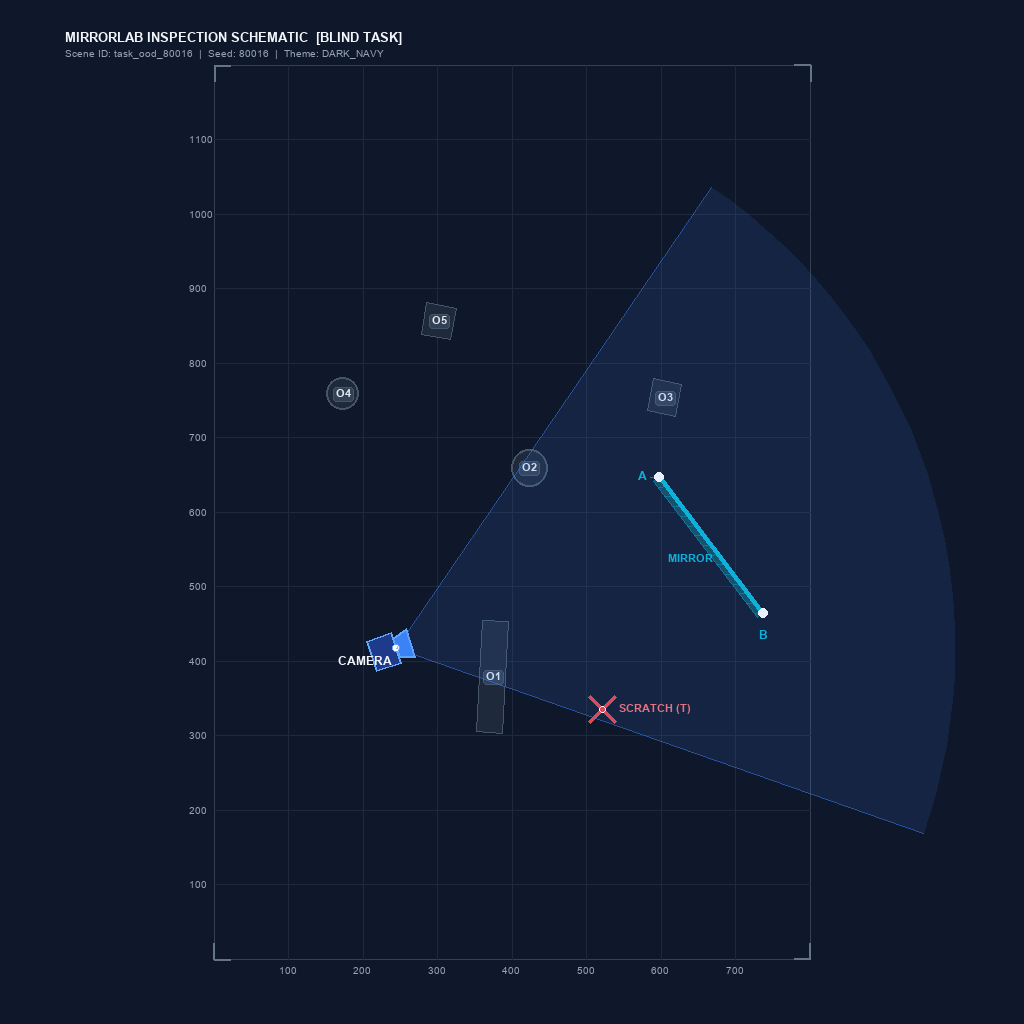 MIRRORLAB INSPECTION SCHEMATIC  [BLIND TASK]
Scene ID: task_ood_80016  |  Seed: 80016  |  Theme: DARK_NAVY
1100
1000
900
O5
800
O4
O3
700
O2
A
600
MIRROR
500
B
CAMERA
400
O1
SCRATCH (T)
300
200
100
100 200 300 400 500 600 700